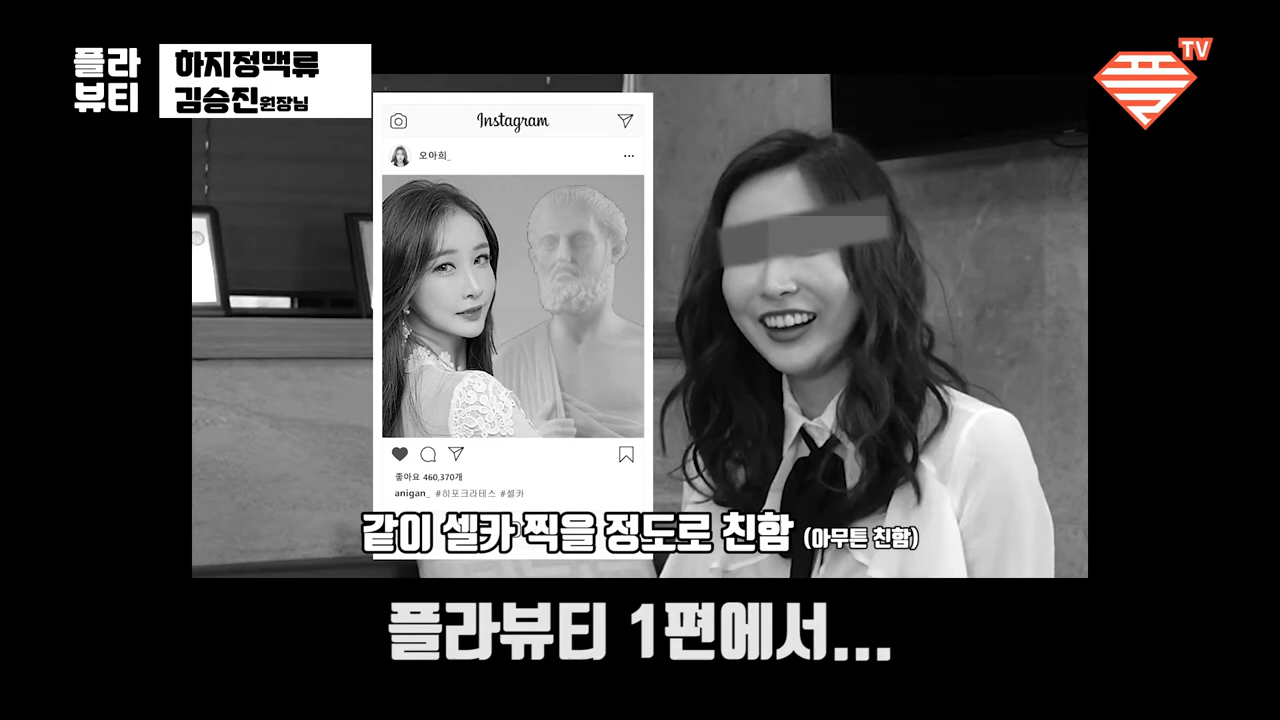 플라
뷰티
하지정맥류
김승진원장님
TV
Instagram
오아희_
좋아요 460,370개
anigan_ #히포크라테스 #셀카
같이 셀카 찍을 정도로 친함 (아무튼 친함)
플라뷰티 1편에서...